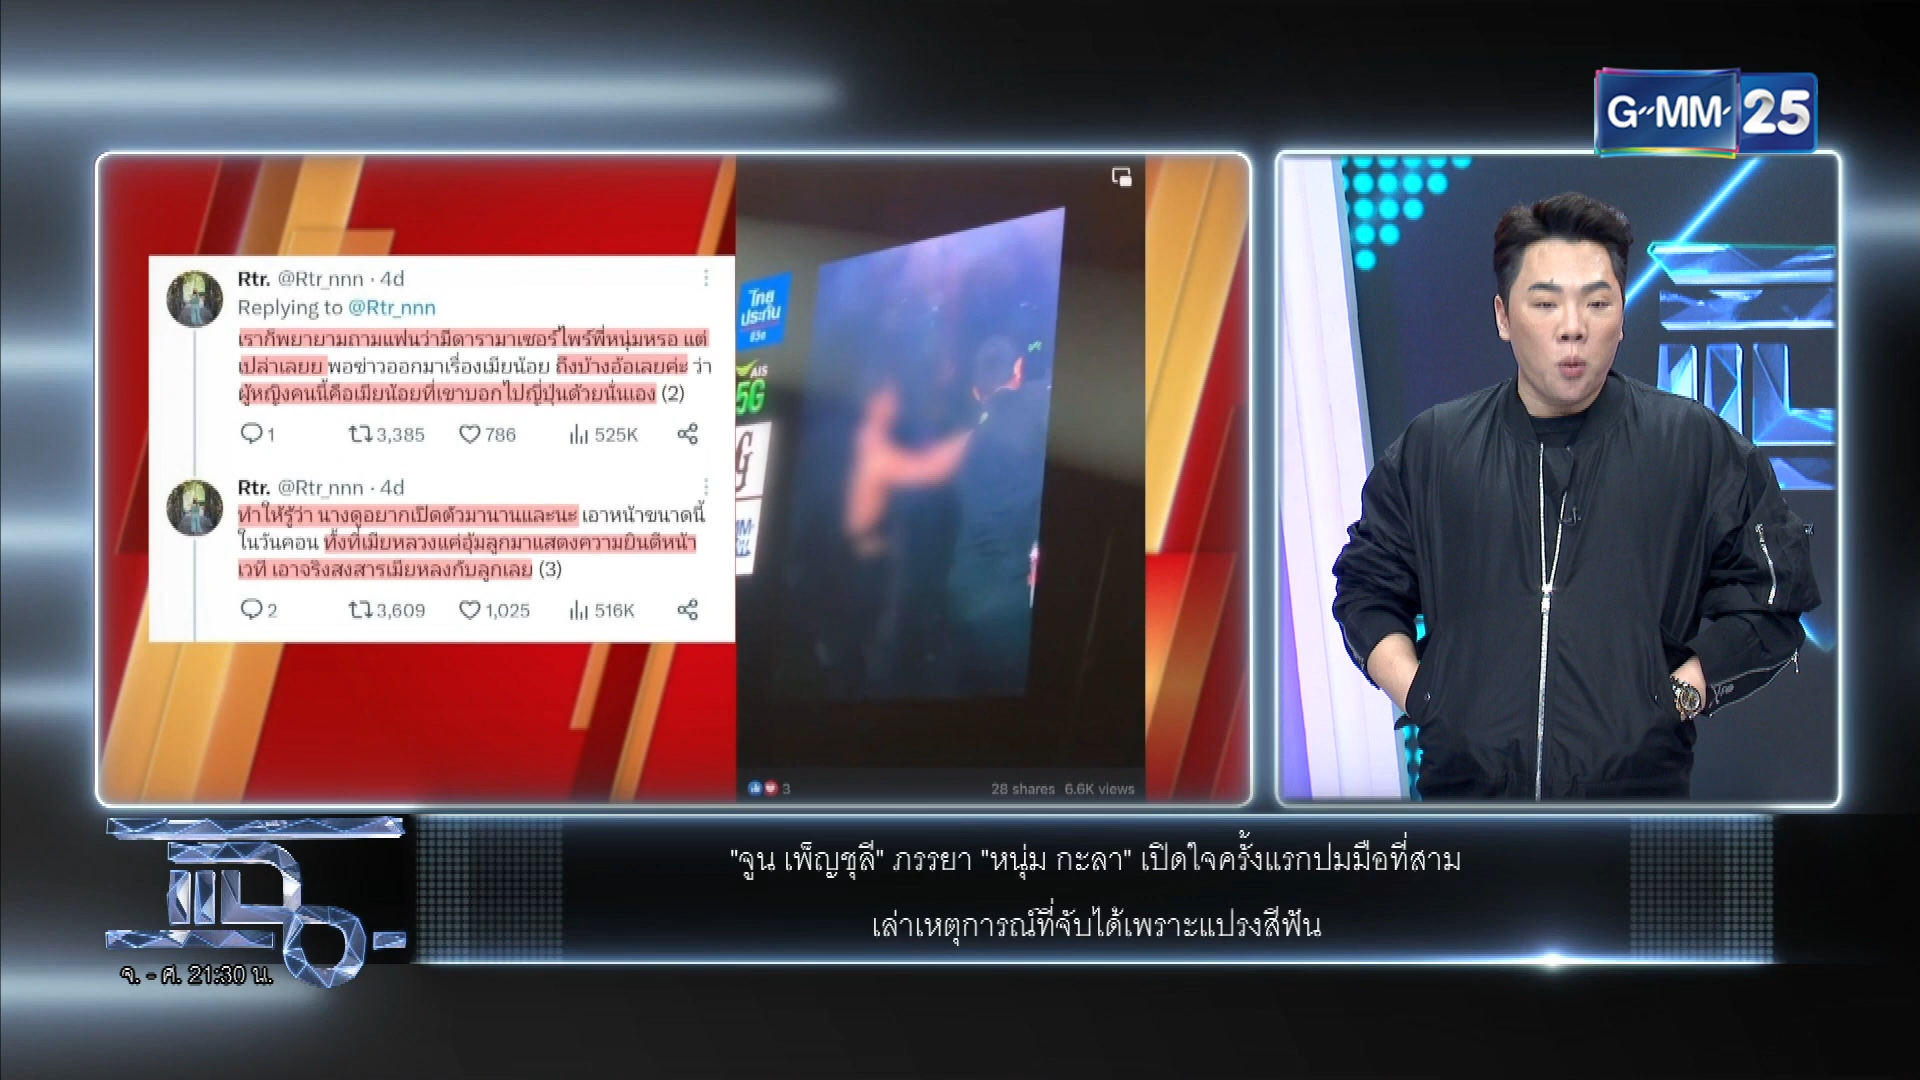 G-MM 25
Rtr. @Rtr_nnn · 4d
Replying to @Rtr_nnn
เราก็พยายามถามแฟนว่ามีดารามาเซอร์ไพร์พี่หนุ่มหรอ แต่
เปล่าเลยย พอข่าวออกมาเรื่องเมียน้อย ถึงบ้างอ้อเลยค่ะ ว่า
ผู้หญิงคนนี้คือเมียน้อยที่เขาบอกไปญี่ปุ่นด้วยนั่นเอง (2)
1 3,385 786 525K
Rtr. @Rtr_nnn · 4d
ทำให้รู้ว่า นางดูอยากเปิดตัวมานานและนะ เอาหน้าขนาดนี้
ในวันคอน ทั้งที่เมียหลวงแค่อุ้มลูกมาแสดงความยินดีหน้า
เวที เอาจริงสงสารเมียหลงกับลูกเลย (3)
2 3,609 1,025 516K
ไทย
ประกัน
ชีวิต
AIS
5G
3 28 shares 6.6K views
แฉ
"จูน เพ็ญชุลี" ภรรยา "หนุ่ม กะลา" เปิดใจครั้งแรกปมมือที่สาม
เล่าเหตุการณ์ที่จับได้เพราะแปรงสีฟัน
จ. - ศ. 21:30 น.